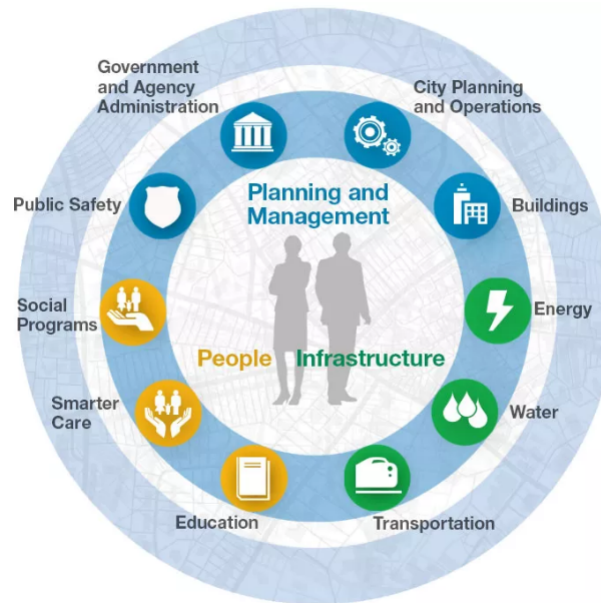 Government
and Agency
Administration
City Planning
and Operations
Public Safety
Planning and
Management
Buildings
Social
Programs
Energy
People
Infrastructure
Smarter
Care
Water
Education
Transportation